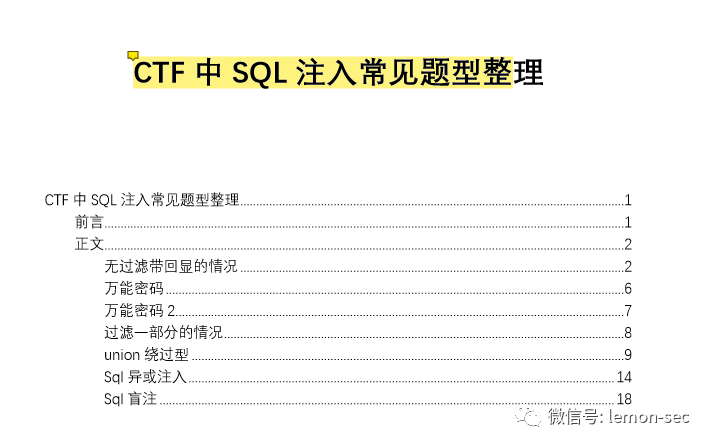 CTF 中 SQL 注入常见题型整理
CTF 中 SQL 注入常见题型整理........1
前言........1
正文........2
无过滤带回显的情况........2
万能密码........6
万能密码 2........7
过滤一部分的情况........8
union 绕过型........9
Sql 异或注入........14
Sql 盲注........18
微信号: lemon-sec